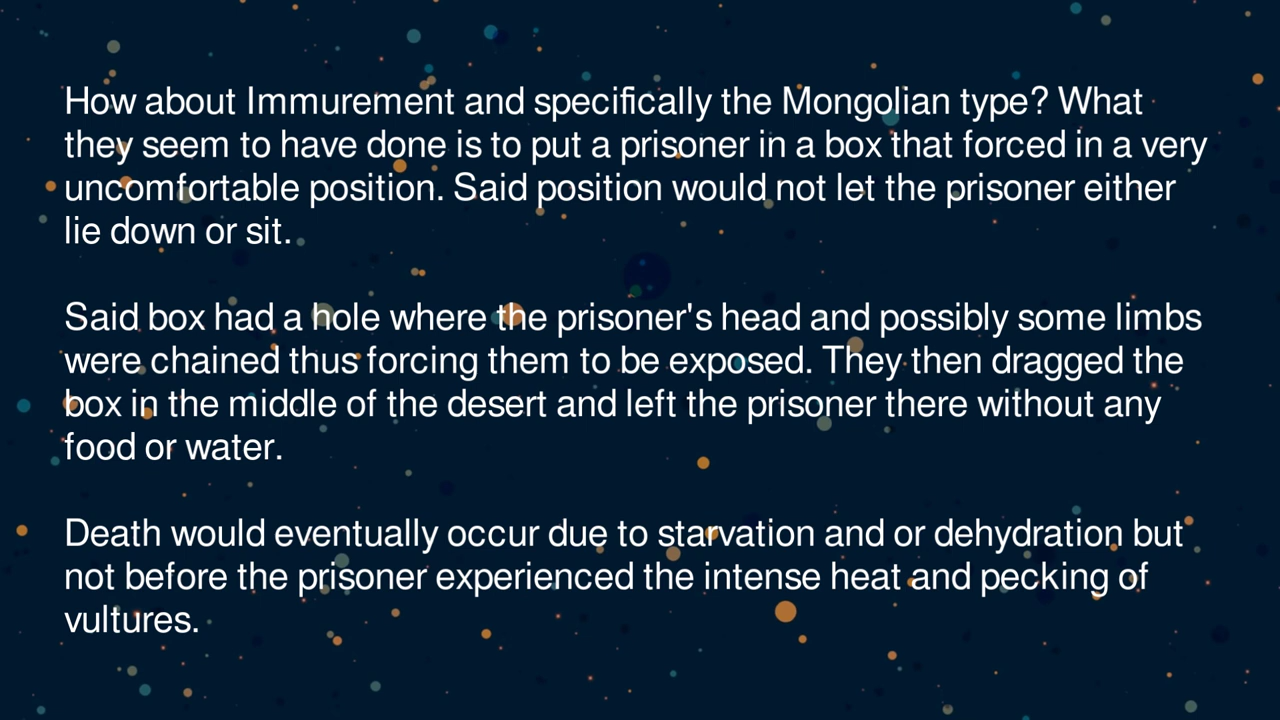 How about Immurement and specifically the Mongolian type? What
they seem to have done is to put a prisoner in a box that forced in a very
uncomfortable position. Said position would not let the prisoner either
lie down or sit.
Said box had a hole where the prisoner's head and possibly some limbs
were chained thus forcing them to be exposed. They then dragged the
box in the middle of the desert and left the prisoner there without any
food or water.
Death would eventually occur due to starvation and or dehydration but
not before the prisoner experienced the intense heat and pecking of
vultures.